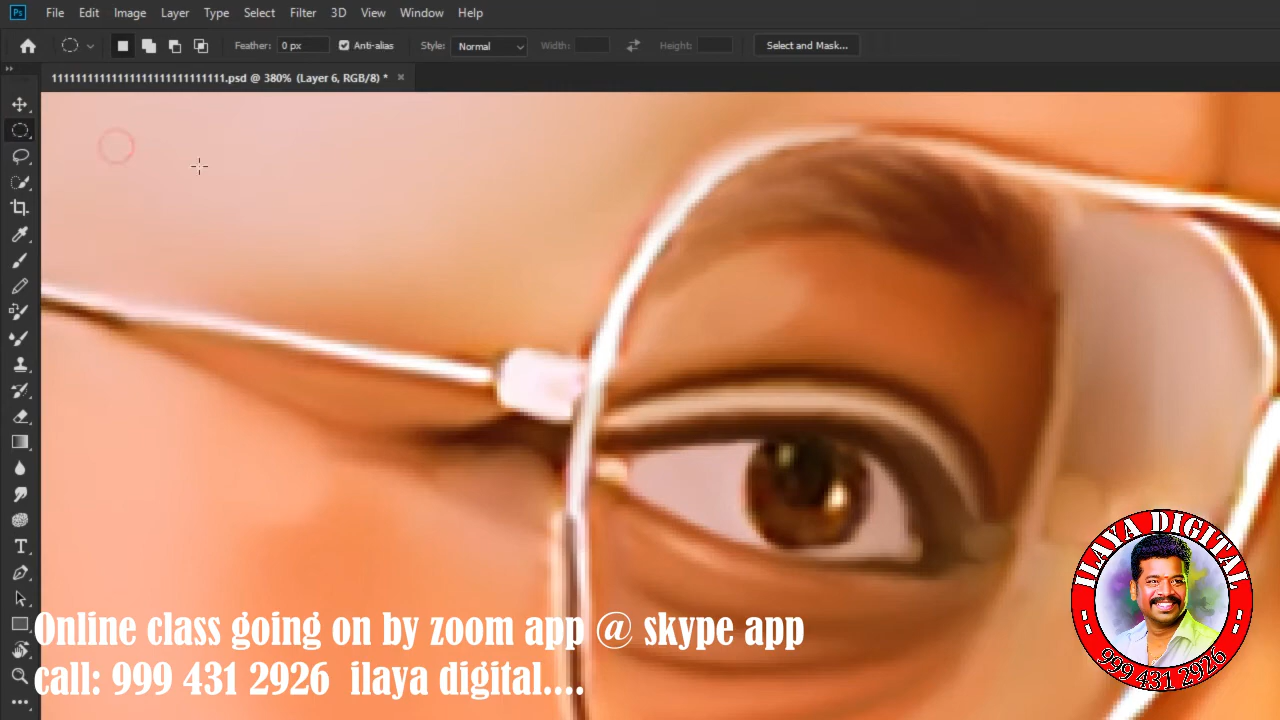 Ps File Edit Image Layer Type Select Filter 3D View Window Help
Feather: 0 px Anti-alias Style: Normal Width: Height: Select and Mask...
1111111111111111111111111111111.psd @ 380% (Layer 6, RGB/8) *
ILAYA DIGITAL
999 431 2926
Online class going on by zoom app @ skype app
call: 999 431 2926 ilaya digital....